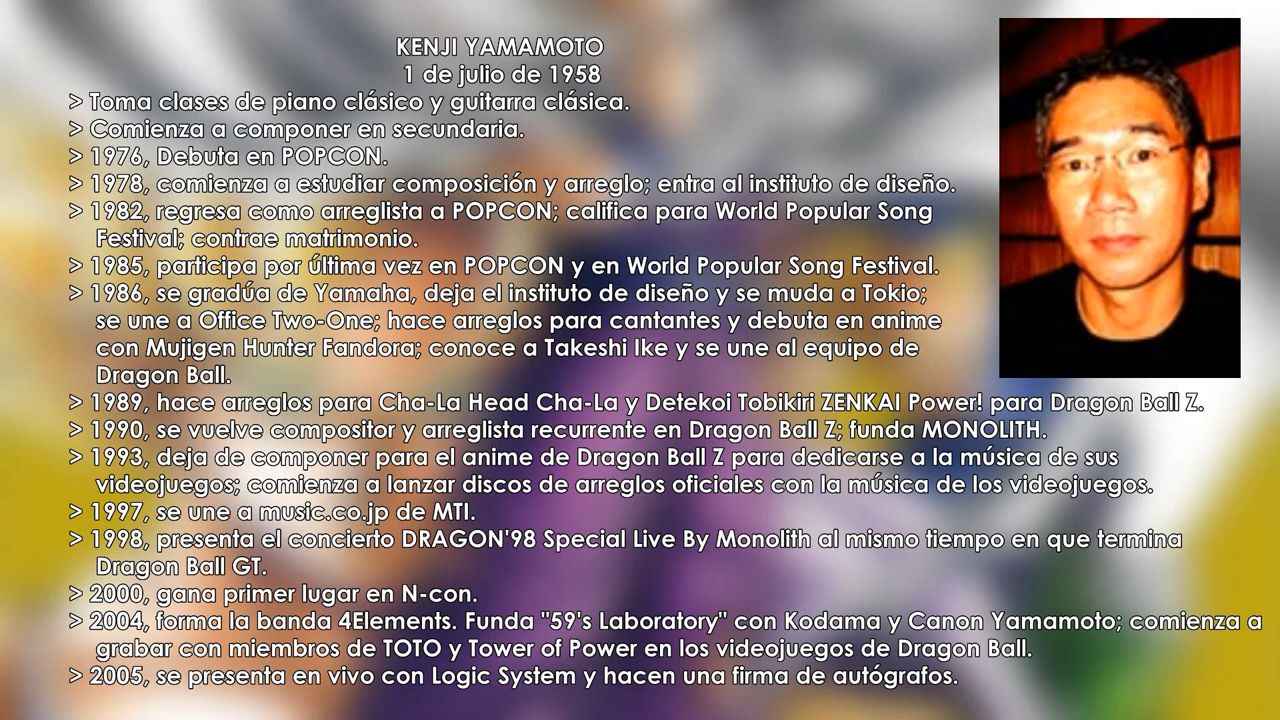 KENJI YAMAMOTO
1 de julio de 1958
> Toma clases de piano clásico y guitarra clásica.
> Comienza a componer en secundaria.
> 1976, Debuta en POPCON.
> 1978, comienza a estudiar composición y arreglo; entra al instituto de diseño.
> 1982, regresa como arreglista a POPCON; califica para World Popular Song
Festival; contrae matrimonio.
> 1985, participa por última vez en POPCON y en World Popular Song Festival.
> 1986, se gradúa de Yamaha, deja el instituto de diseño y se muda a Tokio;
se une a Office Two-One; hace arreglos para cantantes y debuta en anime
con Mujigen Hunter Fandora; conoce a Takeshi Ike y se une al equipo de
Dragon Ball.
> 1989, hace arreglos para Cha-La Head Cha-La y Detekoi Tobikiri ZENKAI Power! para Dragon Ball Z.
> 1990, se vuelve compositor y arreglista recurrente en Dragon Ball Z; funda MONOLITH.
> 1993, deja de componer para el anime de Dragon Ball Z para dedicarse a la música de sus
videojuegos; comienza a lanzar discos de arreglos oficiales con la música de los videojuegos.
> 1997, se une a music.co.jp de MTI.
> 1998, presenta el concierto DRAGON'98 Special Live By Monolith al mismo tiempo en que termina
Dragon Ball GT.
> 2000, gana primer lugar en N-con.
> 2004, forma la banda 4Elements. Funda "59's Laboratory" con Kodama y Canon Yamamoto; comienza a
grabar con miembros de TOTO y Tower of Power en los videojuegos de Dragon Ball.
> 2005, se presenta en vivo con Logic System y hacen una firma de autógrafos.